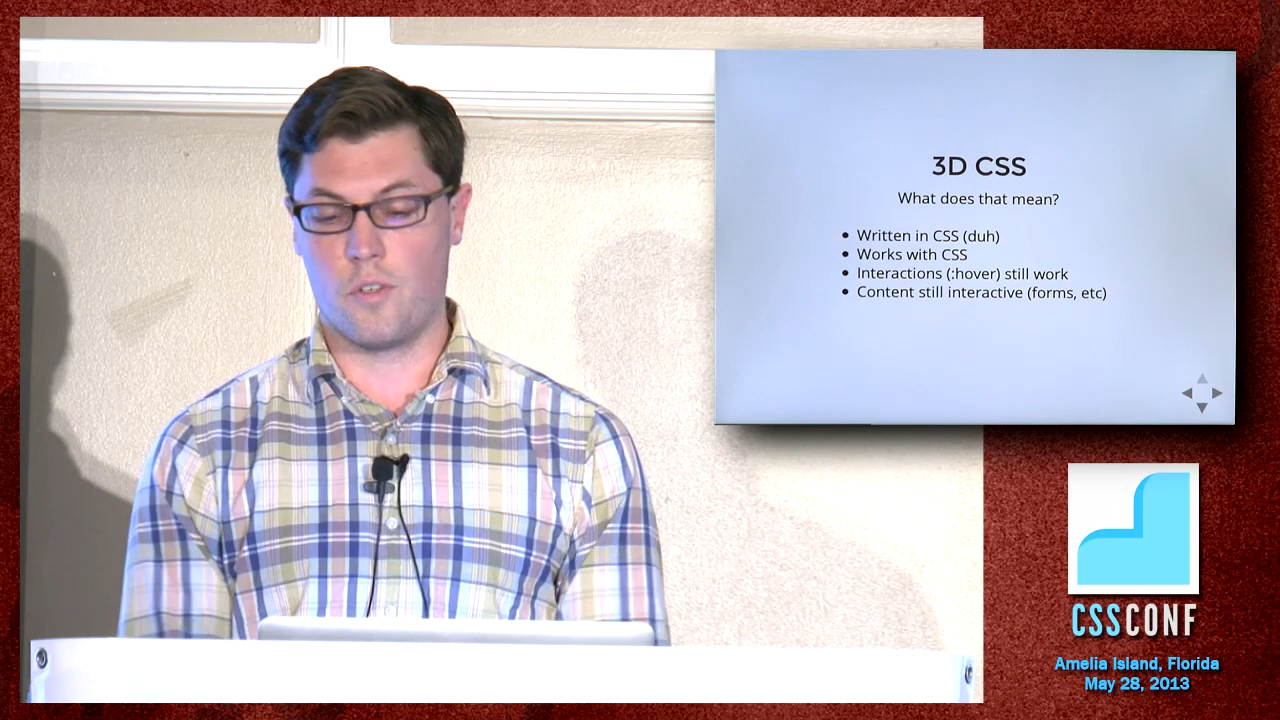 3D CSS
What does that mean?
• Written in CSS (duh)
• Works with CSS
• Interactions (:hover) still work
• Content still interactive (forms, etc)
CSSCONF
Amelia Island, Florida
May 28, 2013